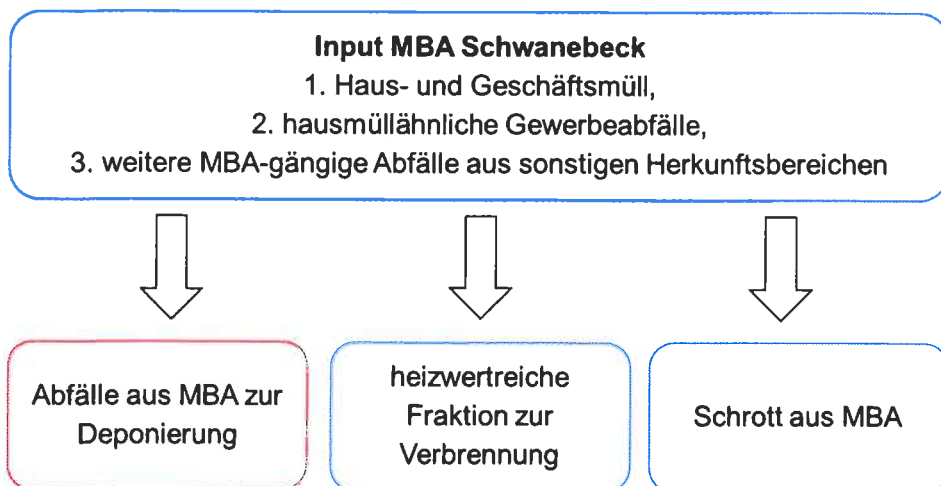 Input MBA Schwanebeck
1. Haus- und Geschäftsmüll,
2. hausmüllähnliche Gewerbeabfälle,
3. weitere MBA-gängige Abfälle aus sonstigen Herkunftsbereichen
Abfälle aus MBA zur
Deponierung
heizwertreiche
Fraktion zur
Verbrennung
Schrott aus MBA